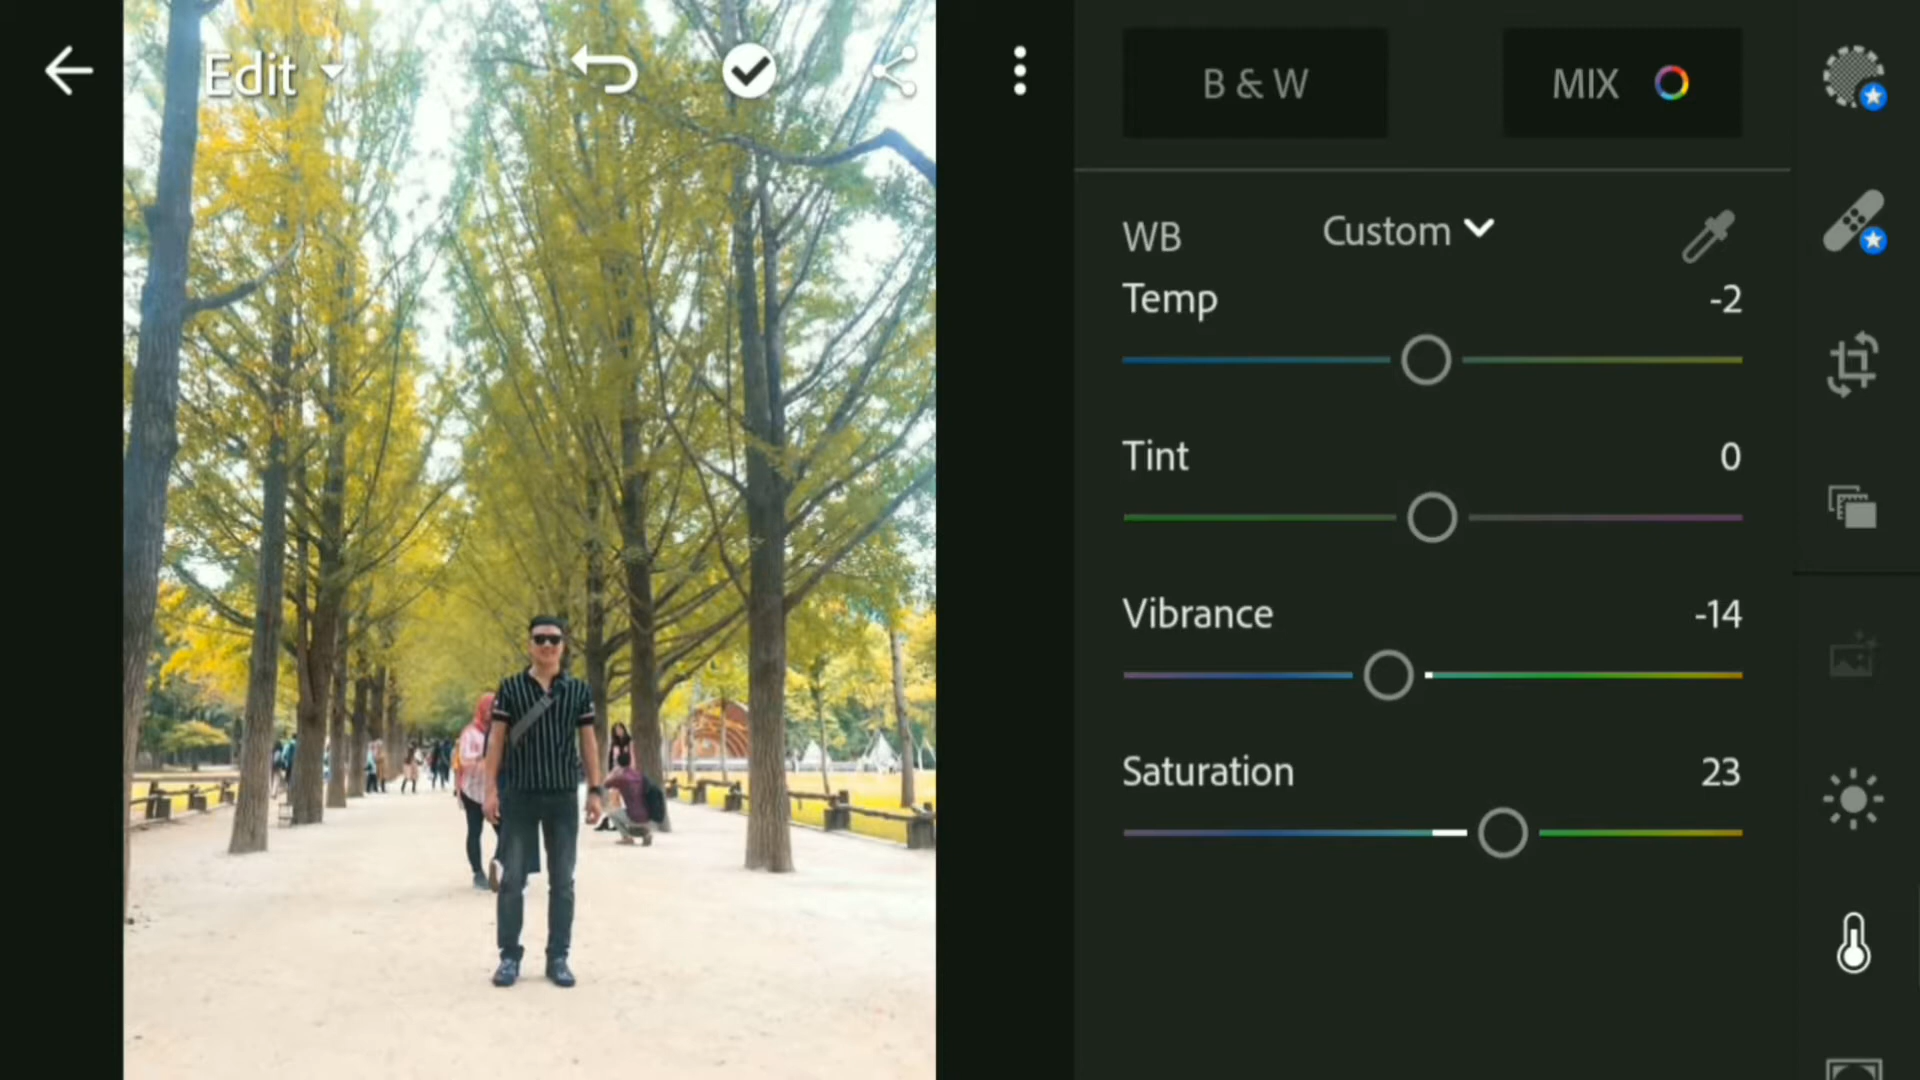 Edit
B & W
MIX
WB
Custom
Temp
-2
Tint
0
Vibrance
-14
Saturation
23